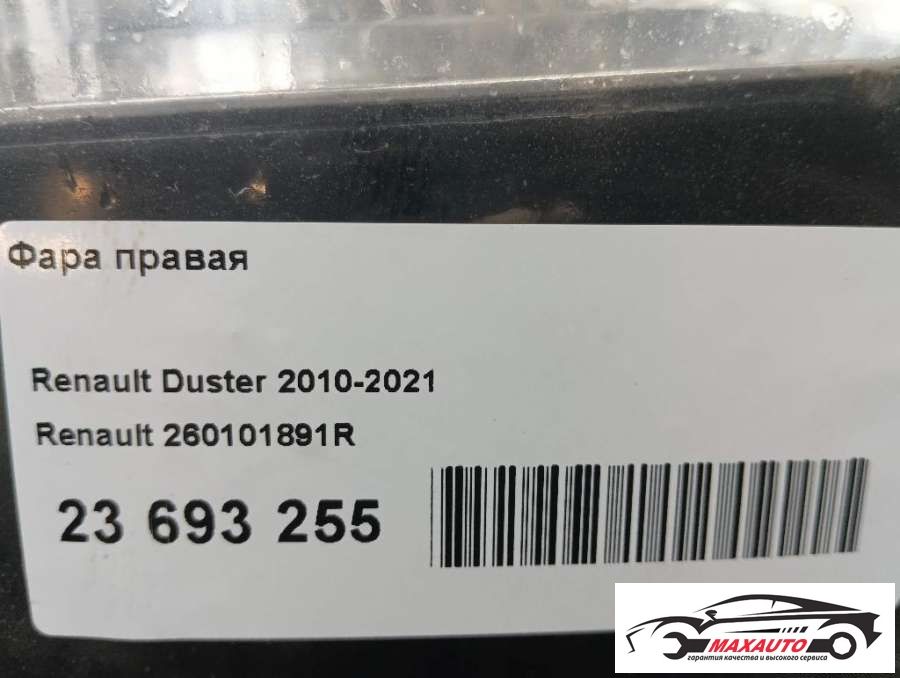 Фара правая
Renault Duster 2010-2021
Renault 260101891R
23 693 255
MAXAUTO
гарантия качества и высокого сервиса